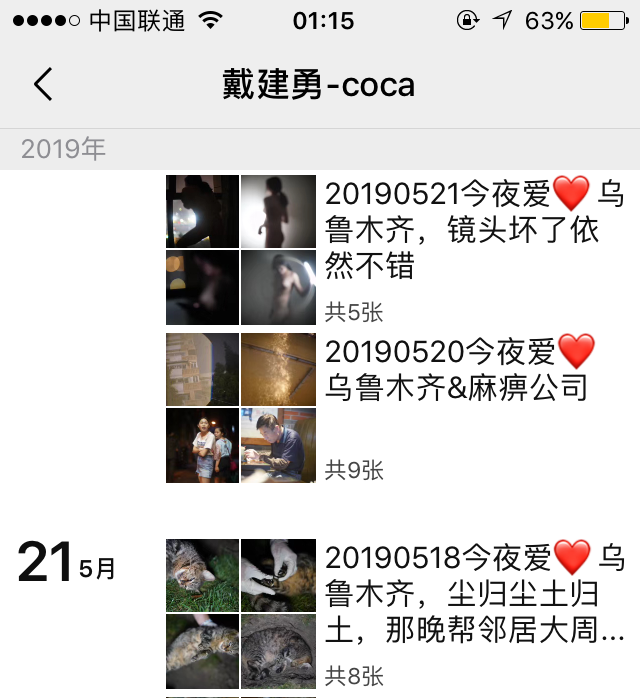 中国联通 01:15 63%
戴建勇-coca
2019年
20190521今夜爱❤️乌
鲁木齐，镜头坏了依
然不错
共5张
20190520今夜爱❤️
乌鲁木齐&麻痹公司
共9张
21 5月
20190518今夜爱❤️乌
鲁木齐，尘归尘土归
土，那晚帮邻居大周...
共8张